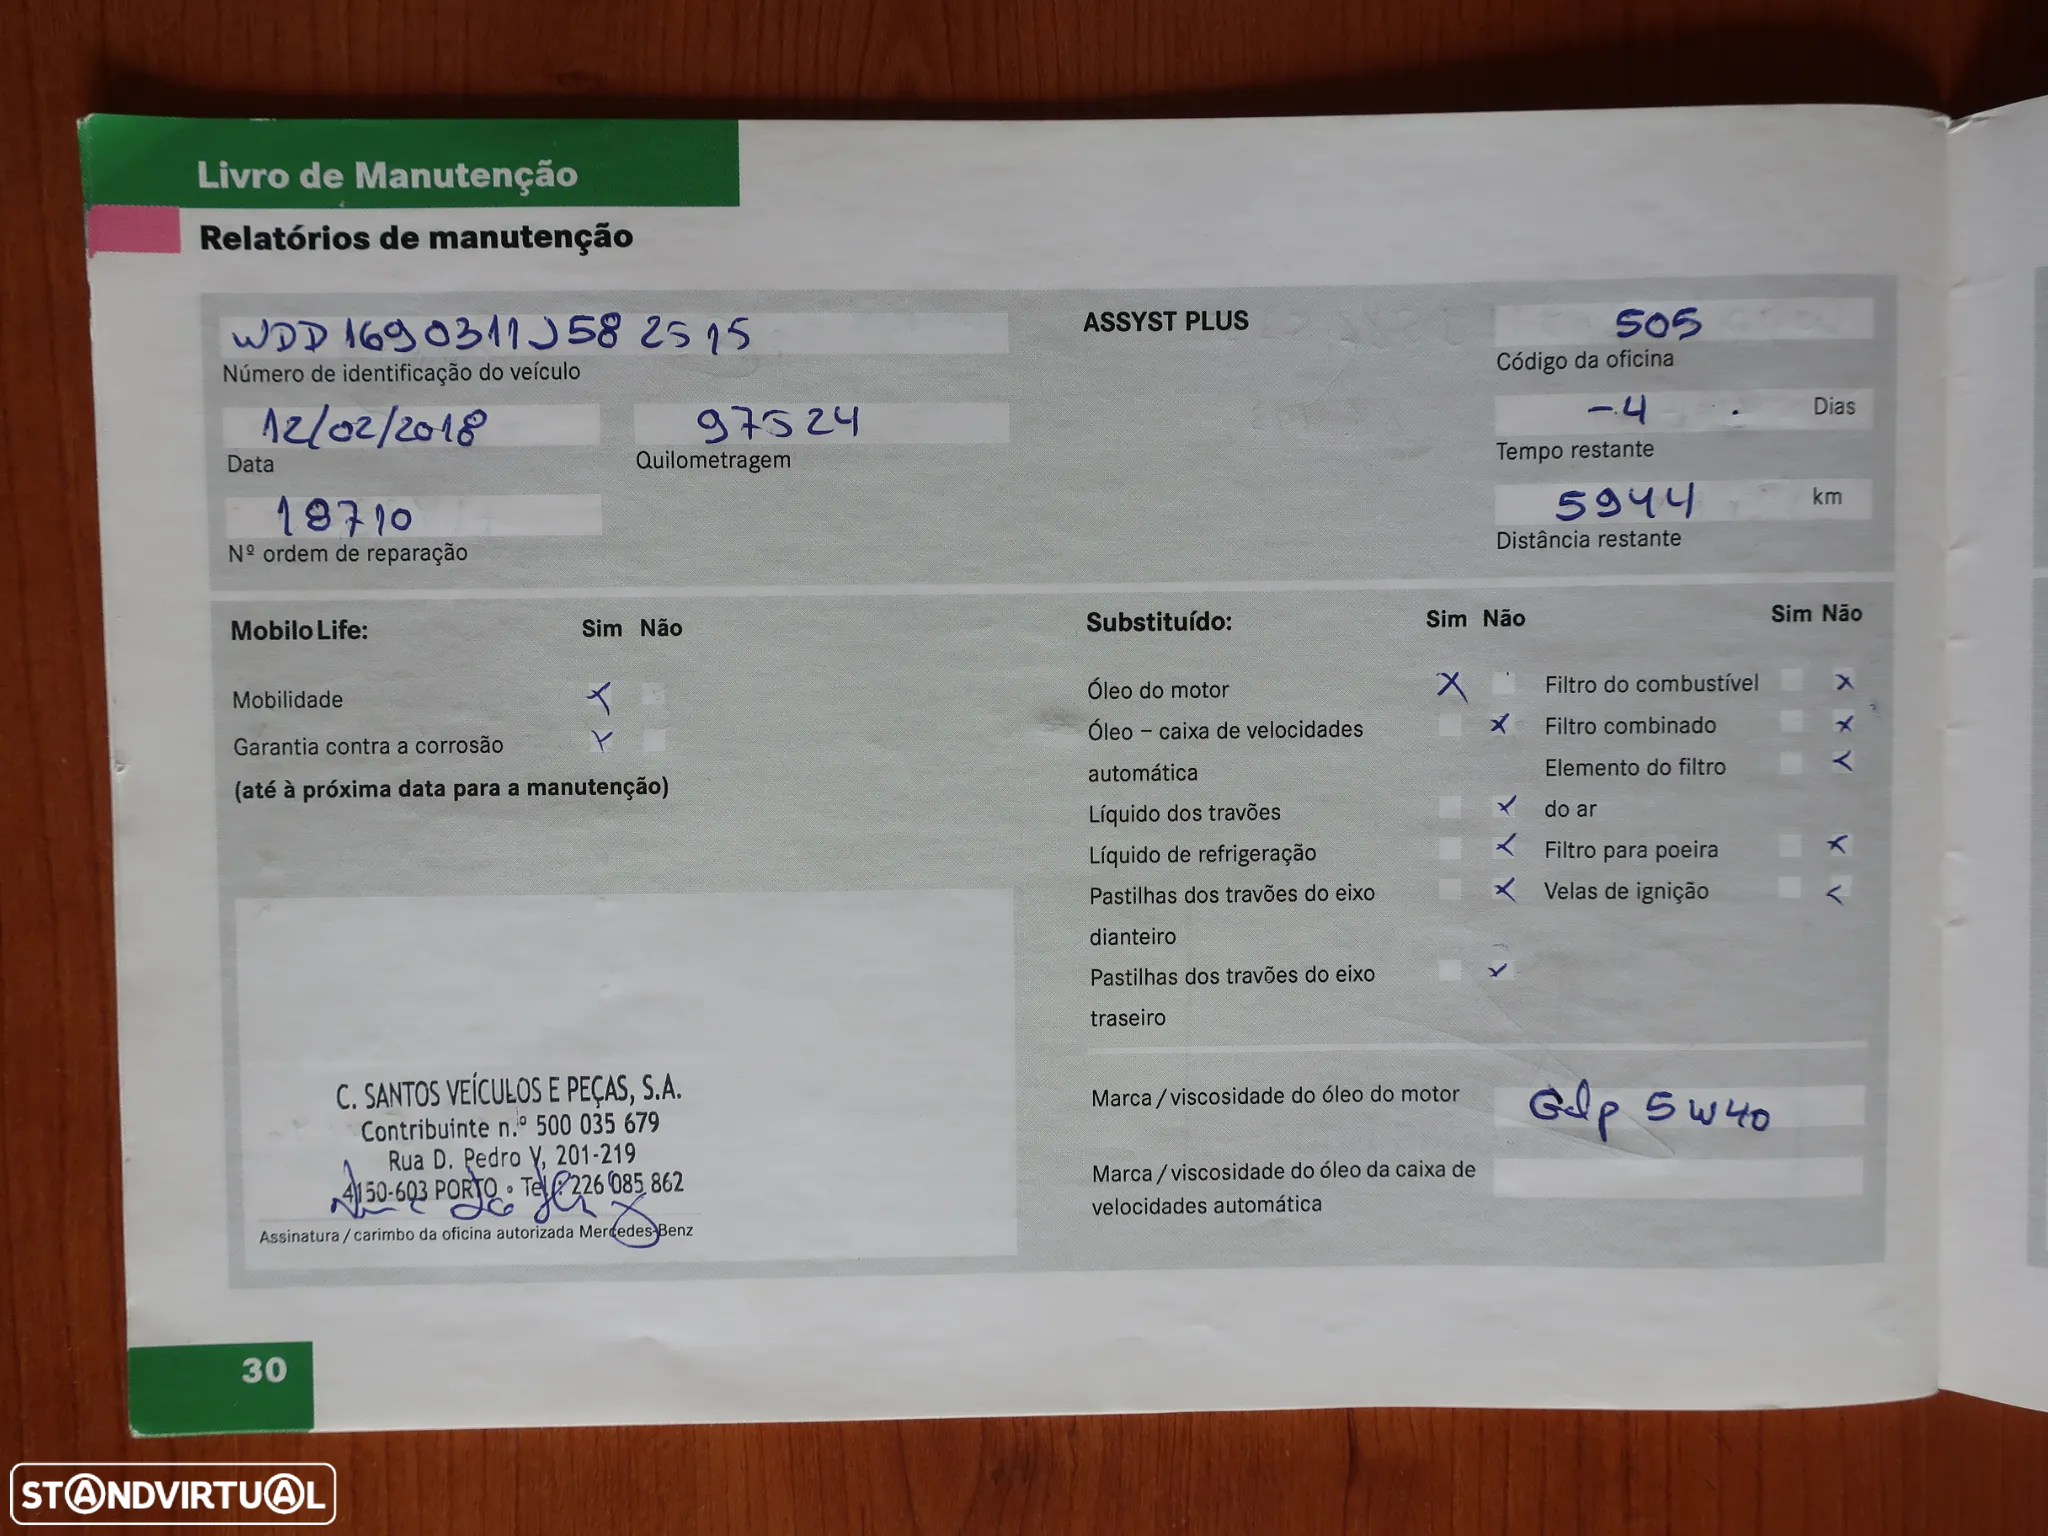 Livro de Manutenção
Relatórios de manutenção
WDD1690311J582515
Número de identificação do veículo
12/02/2018
97524
Data
Quilometragem
18710
Nº ordem de reparação
ASSYST PLUS
505
Código da oficina
-4 Dias
Tempo restante
5944 km
Distância restante
Mobilo Life: Sim Não
Mobilidade
Garantia contra a corrosão
(até à próxima data para a manutenção)
C. SANTOS VEÍCULOS E PEÇAS, S.A.
Contribuinte n.º 500 035 679
Rua D. Pedro V, 201-219
4150-603 PORTO • Tel.: 226 085 862
Assinatura / carimbo da oficina autorizada Mercedes-Benz
Substituído: Sim Não
Óleo do motor
Óleo – caixa de velocidades
automática
Líquido dos travões
Líquido de refrigeração
Pastilhas dos travões do eixo
dianteiro
Pastilhas dos travões do eixo
traseiro
Sim Não
Filtro do combustível
Filtro combinado
Elemento do filtro
do ar
Filtro para poeira
Velas de ignição
Marca / viscosidade do óleo do motor
Galp 5W40
Marca / viscosidade do óleo da caixa de
velocidades automática
30
STANDVIRTUAL